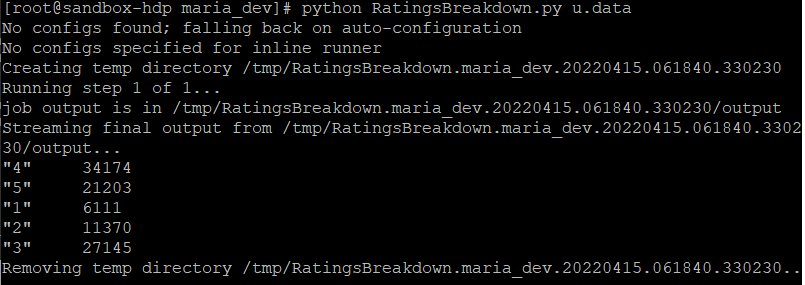 [root@sandbox-hdp maria_dev]# python RatingsBreakdown.py u.data
No configs found; falling back on auto-configuration
No configs specified for inline runner
Creating temp directory /tmp/RatingsBreakdown.maria_dev.20220415.061840.330230
Running step 1 of 1...
job output is in /tmp/RatingsBreakdown.maria_dev.20220415.061840.330230/output
Streaming final output from /tmp/RatingsBreakdown.maria_dev.20220415.061840.3302
30/output...
"4"     34174
"5"     21203
"1"     6111
"2"     11370
"3"     27145
Removing temp directory /tmp/RatingsBreakdown.maria_dev.20220415.061840.330230..